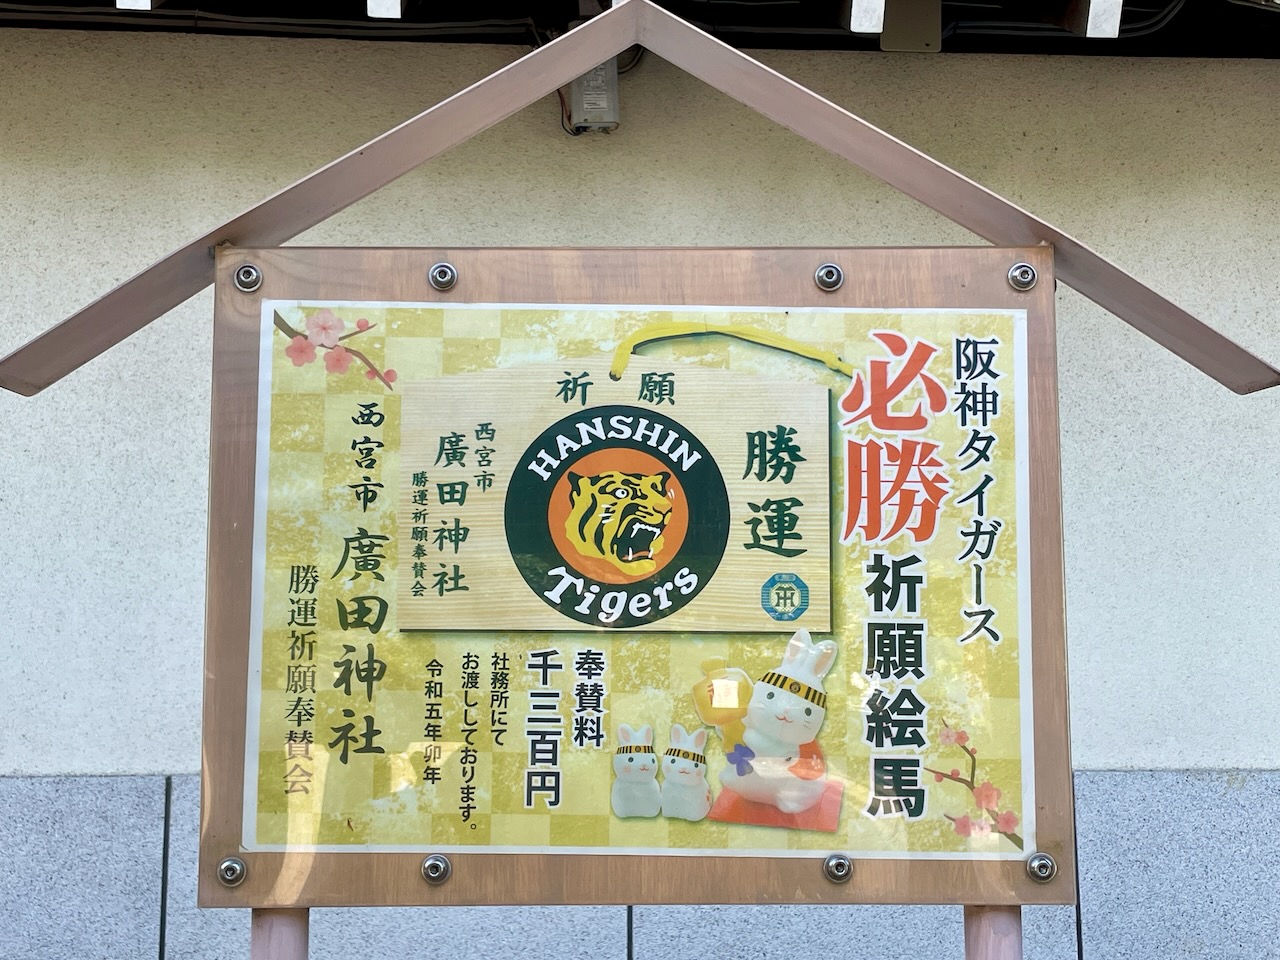 阪神タイガース
必勝祈願絵馬
祈願
勝運
HANSHIN
Tigers
西宮市
廣田神社
勝運祈願奉賛会
奉賛料
千三百円
社務所にて
お渡ししております。
令和五年卯年
西宮市 廣田神社
勝運祈願奉賛会